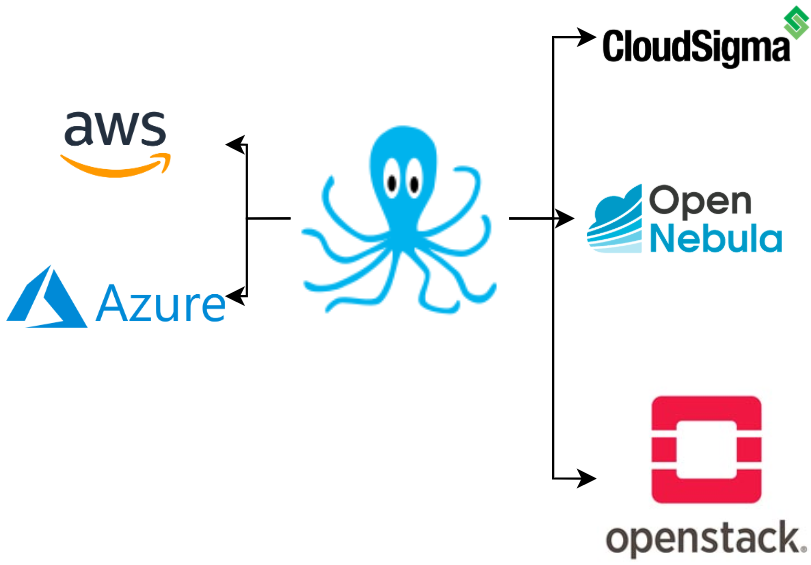 aws
Azure
CloudSigma
Open
Nebula
openstack.